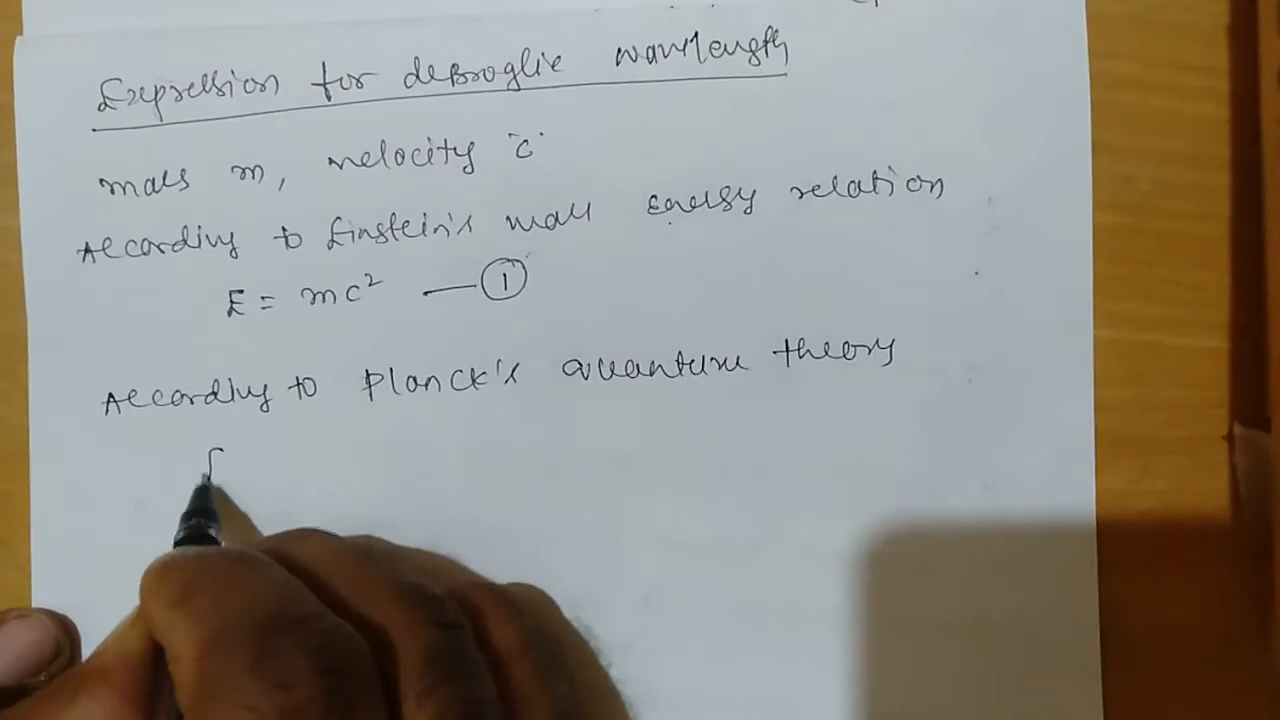 Expression for deBroglie wavelength
mass m, velocity 'c'
According to Einstein's mass energy relation
E = mc² — ①
According to Planck's quantum theory